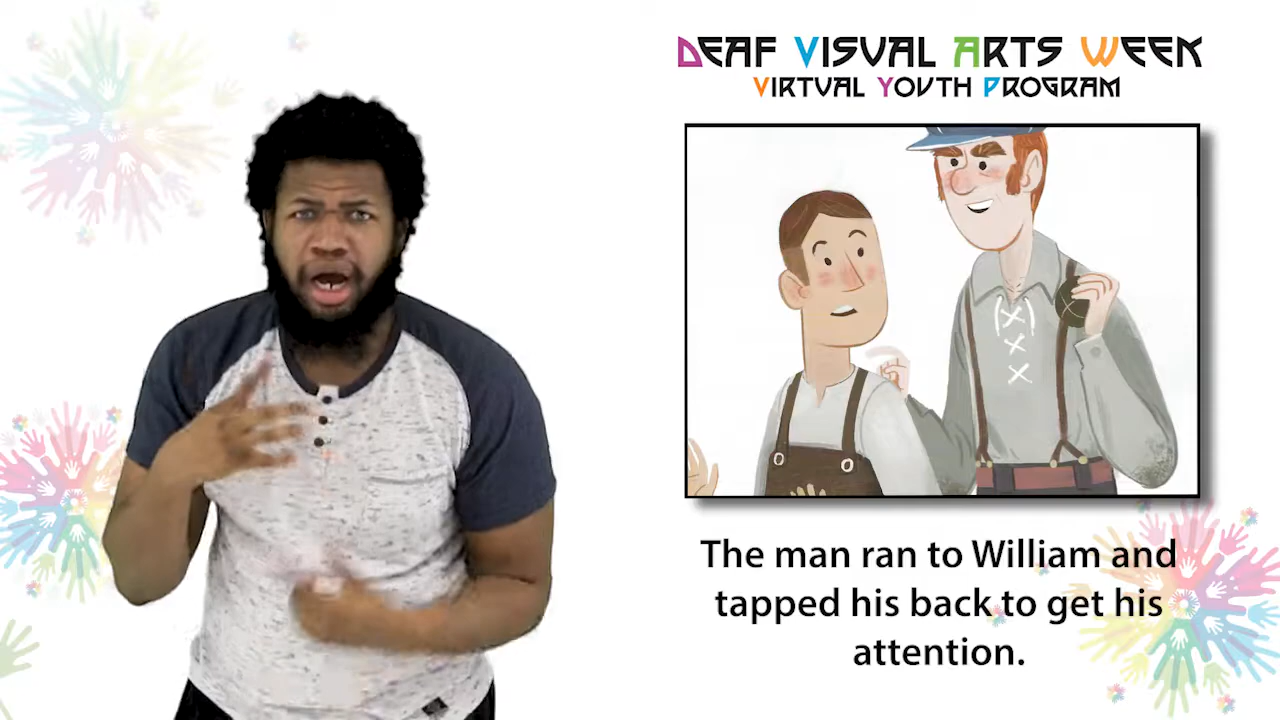 DEAF VISUAL ARTS WEEK
VIRTUAL YOUTH PROGRAM
The man ran to William and
tapped his back to get his
attention.